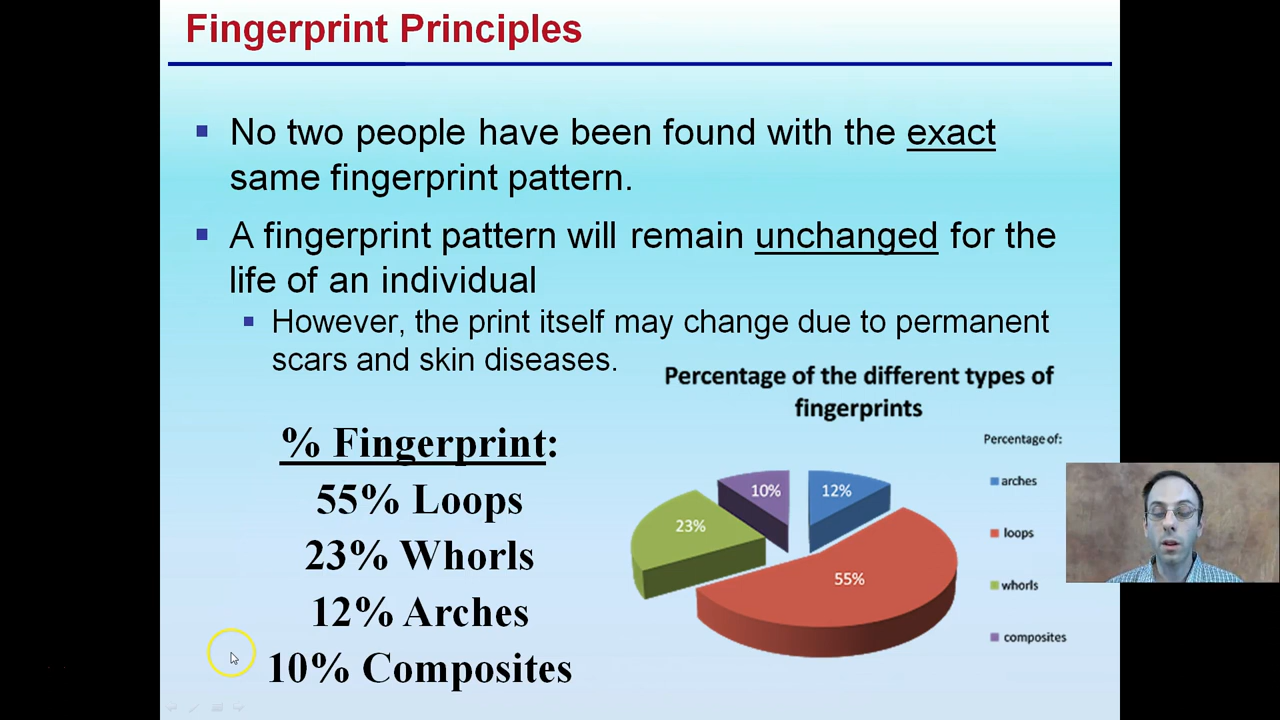 Fingerprint Principles
No two people have been found with the exact
same fingerprint pattern.
A fingerprint pattern will remain unchanged for the
life of an individual
However, the print itself may change due to permanent
scars and skin diseases.
Percentage of the different types of
fingerprints
% Fingerprint:
55% Loops
23% Whorls
12% Arches
10% Composites
Percentage of:
arches
loops
whorls
composites
10%
12%
23%
55%